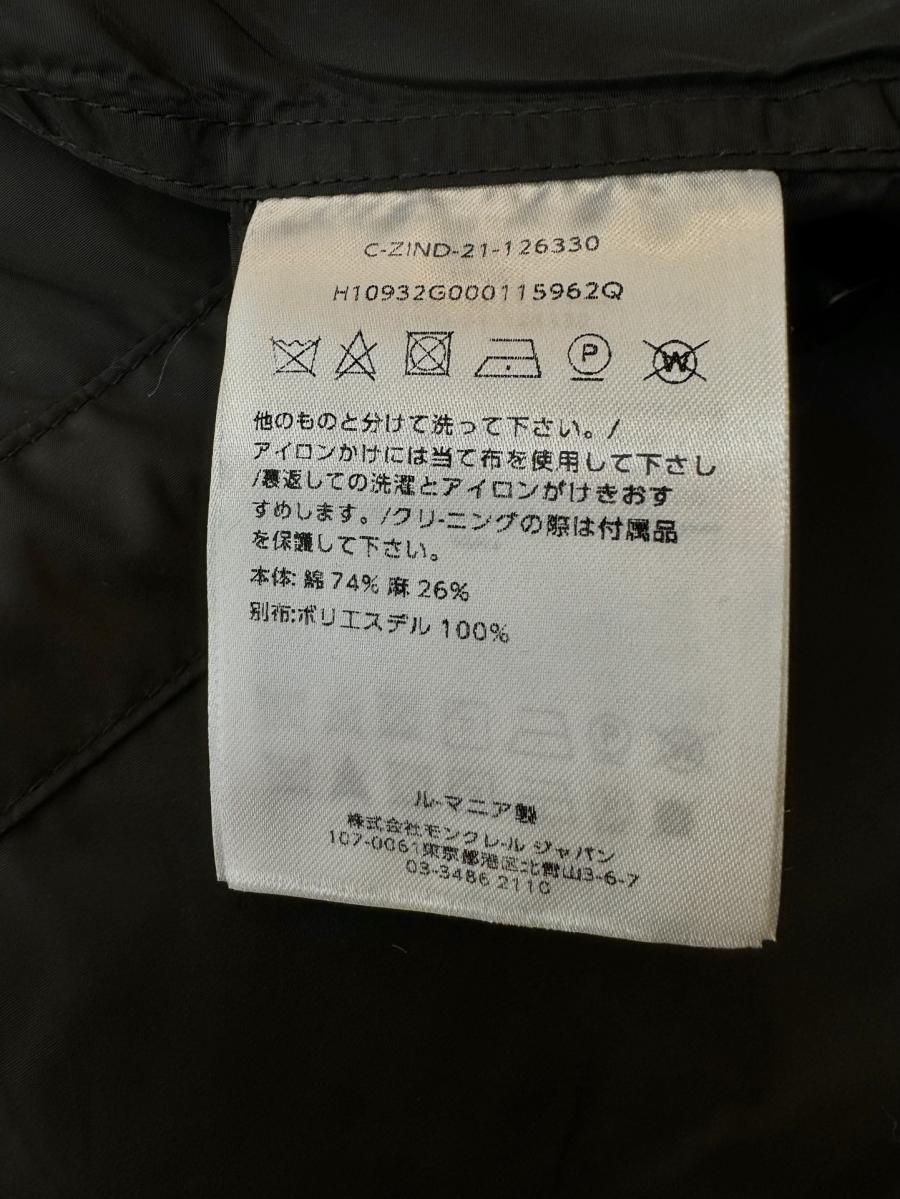 C-ZIND-21-126330
H10932G000115962Q
P
W
他のものと分けて洗って下さい。/
アイロンかけには当て布を使用して下さし
/裏返しての洗濯とアイロンがけきおす
すめします。/クリ-ニングの際は付属品
を保護して下さい。
本体: 綿 74% 麻 26%
別布:ポリエステル 100%
ル-マニア製
株式会社モンクレ-ル ジャパン
107-0061東京都港区北青山3-6-7
03-3486 2110